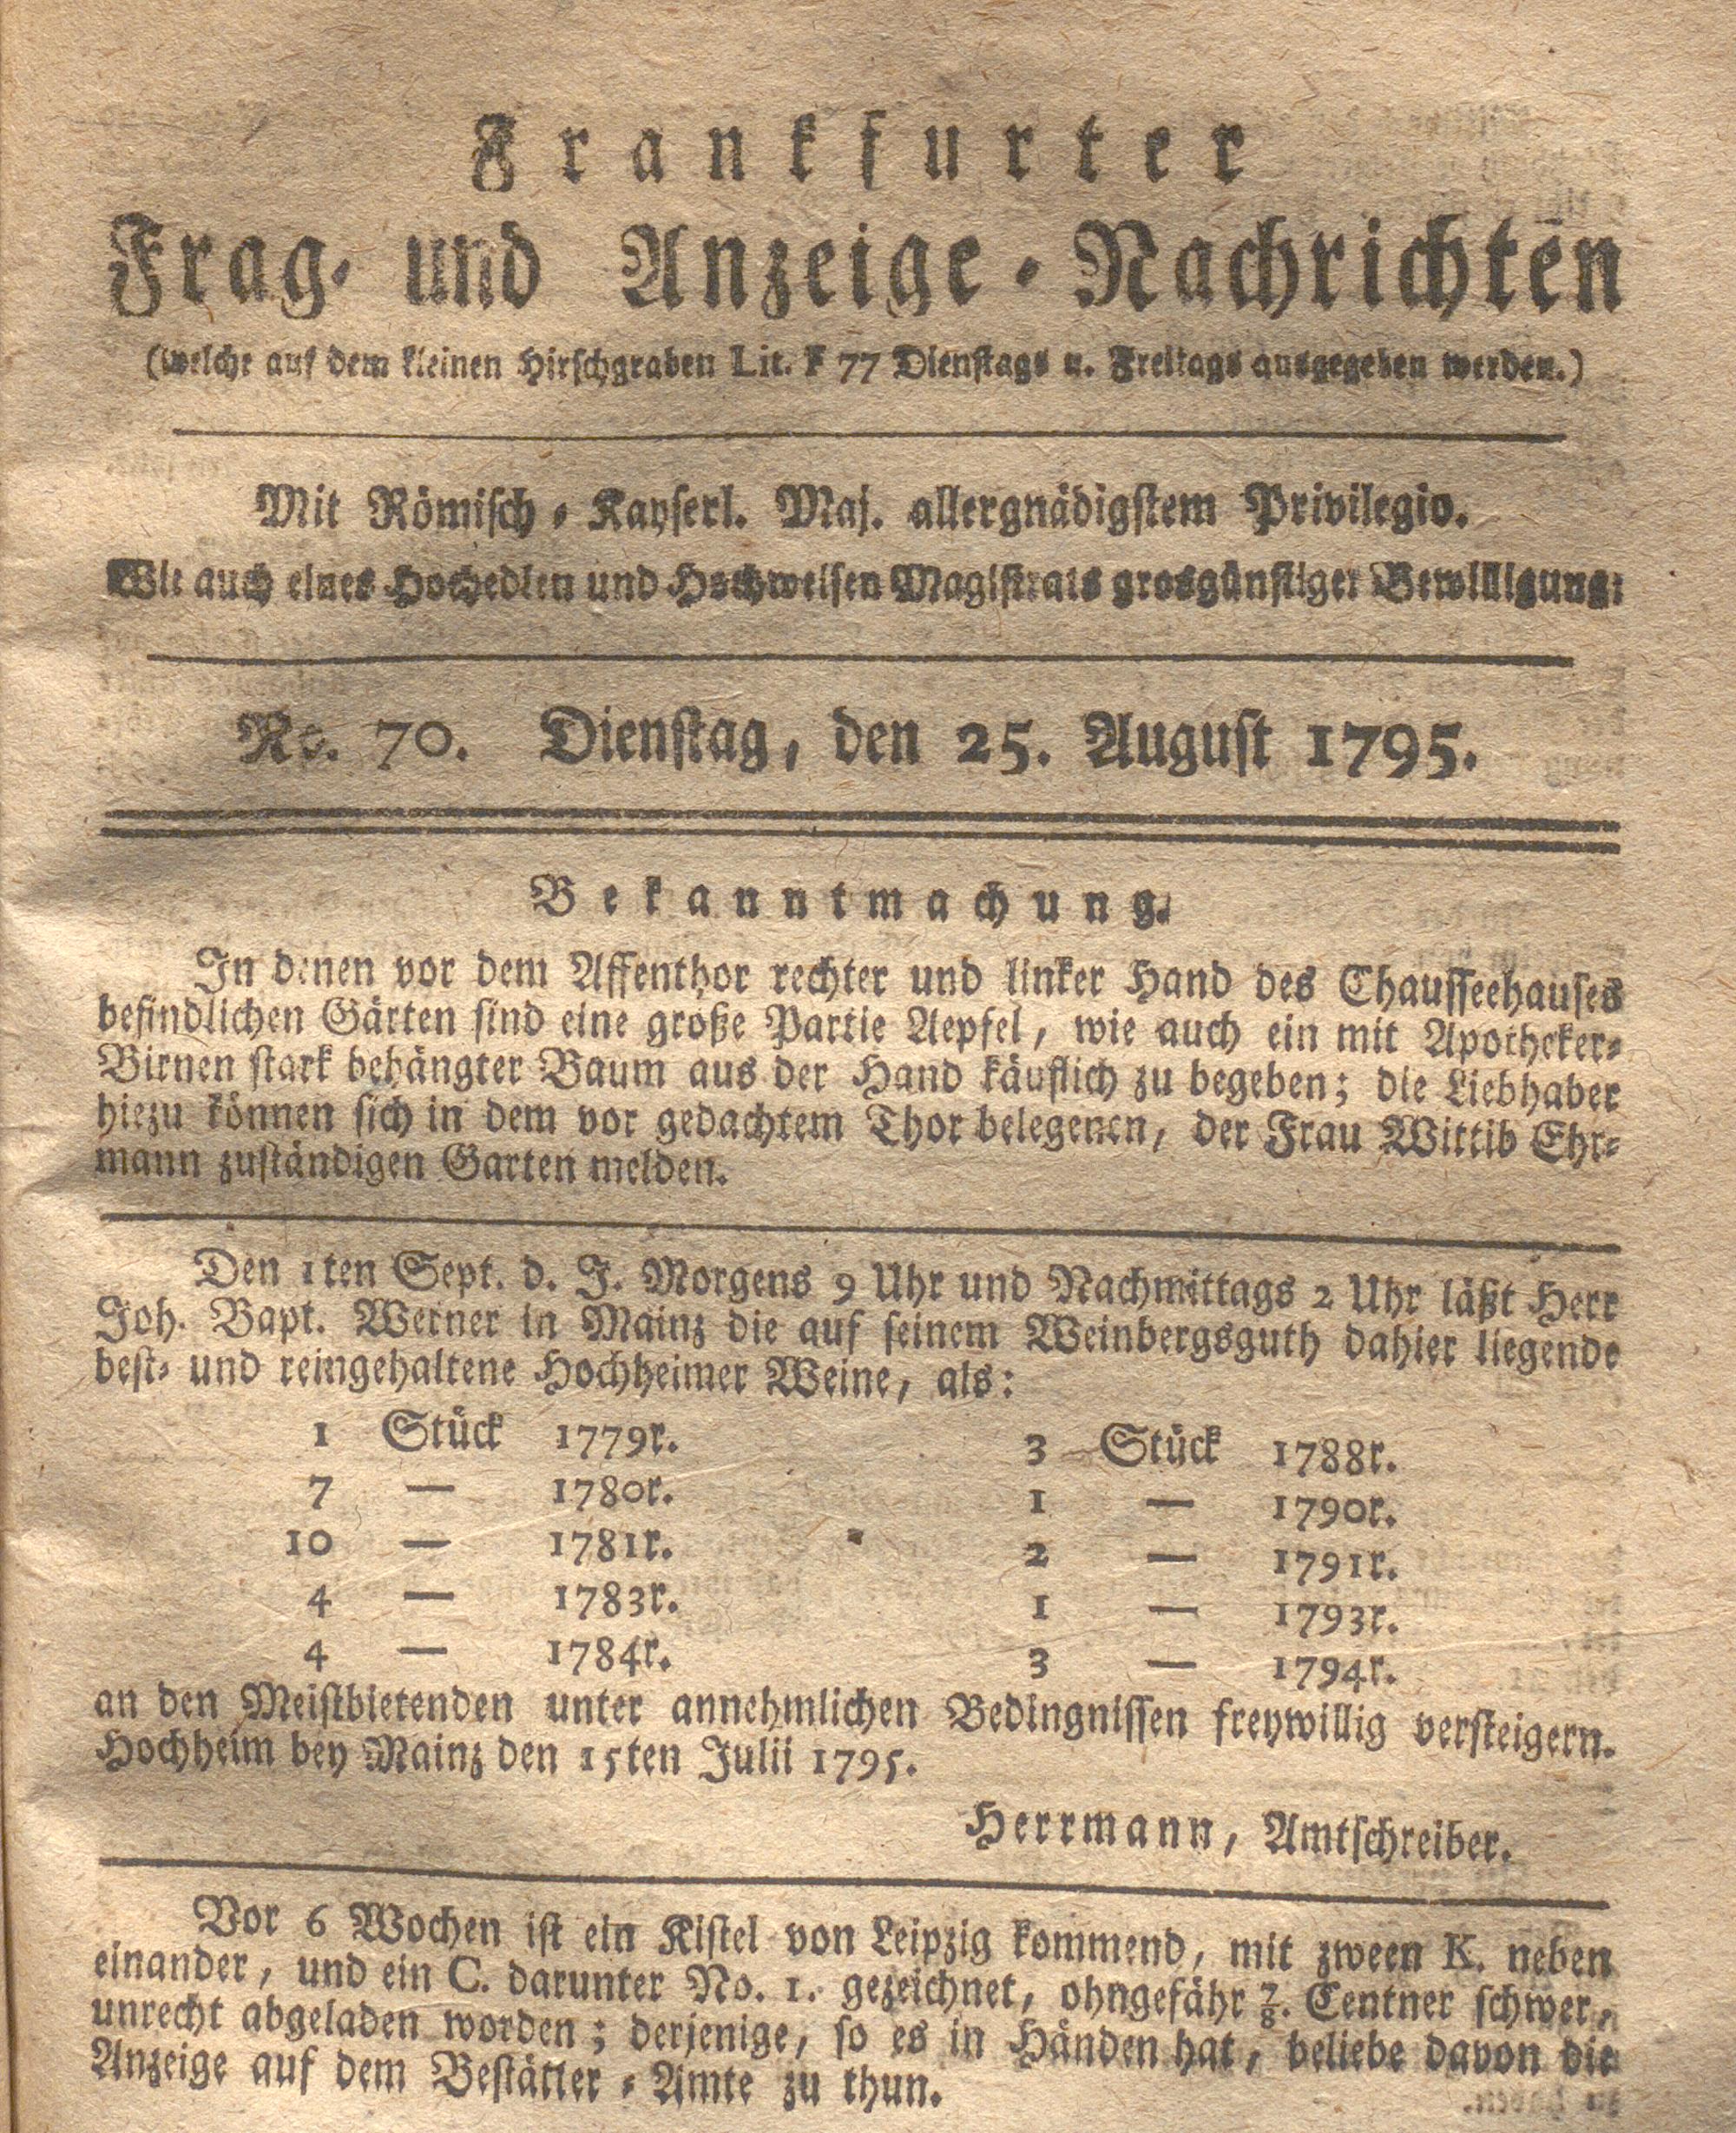 Frankfurter
Frag- und Anzeige-Nachrichten
(welche auf dem kleinen Hirschgraben Lit. F 77 Dienstags u. Freitags ausgegeben werden.)
Mit Römisch-Kayserl. Maj. allergnädigstem Privilegio.
Wie auch eines Hochedlen und Hochweisen Magistrats grosgünstiger Bewilligung:
No. 70. Dienstag, den 25. August 1795.
Bekanntmachung.
In denen vor dem Affenthor rechter und linker Hand des Chausseehauses
befindlichen Gärten sind eine große Partie Aepfel, wie auch ein mit Apotheker-
Birnen stark behängter Baum aus der Hand käuflich zu begeben; die Liebhaber
hiezu können sich in dem vor gedachtem Thor belegenen, der Frau Wittib Ehr-
mann zuständigen Garten melden.
Den 1ten Sept. d. J. Morgens 9 Uhr und Nachmittags 2 Uhr läßt Herr
Joh. Bapt. Werner in Mainz die auf seinem Weinbergsguth dahier liegende
best- und reingehaltene Hochheimer Weine, als:
1 Stück 1779r.
7 — 1780r.
10 — 1781r.
4 — 1783r.
4 — 1784r.
3 Stück 1788r.
1 — 1790r.
2 — 1791r.
1 — 1793r.
3 — 1794r.
an den Meistbietenden unter annehmlichen Bedingnissen freywillig versteigern.
Hochheim bey Mainz den 15ten Julii 1795.
Herrmann, Amtschreiber.
Vor 6 Wochen ist ein Kistel von Leipzig kommend, mit zween K. neben
einander, und ein C. darunter No. 1. gezeichnet, ohngefähr 7/8. Centner schwer,
unrecht abgeladen worden; derjenige, so es in Händen hat, beliebe davon die
Anzeige auf dem Bestätter-Amte zu thun.